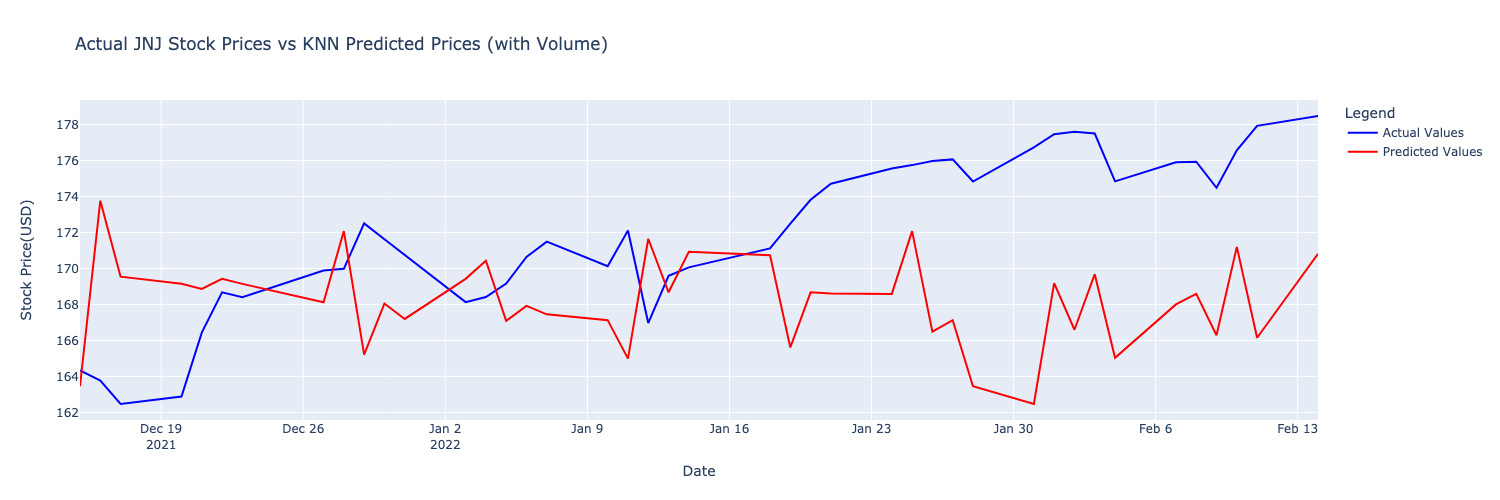 Actual JNJ Stock Prices vs KNN Predicted Prices (with Volume)
Legend
Actual Values
Predicted Values
Stock Price(USD)
178
176
174
172
170
168
166
164
162
Dec 19 Dec 26 Jan 2 Jan 9 Jan 16 Jan 23 Jan 30 Feb 6 Feb 13
2021 2022
Date